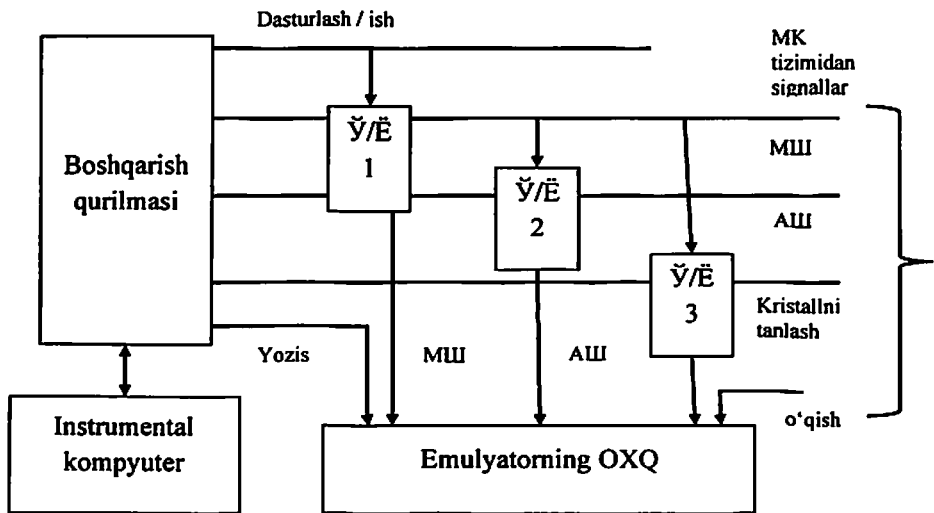 Dasturlash / ish
MK
tizimidan
signallar
Ў/Ё
1
МШ
Boshqarish
qurilmasi
Ў/Ё
2
АШ
Ў/Ё
3
Kristallni
tanlash
Yozis
МШ
АШ
o‘qish
Instrumental
kompyuter
Emulyatorning OXQ